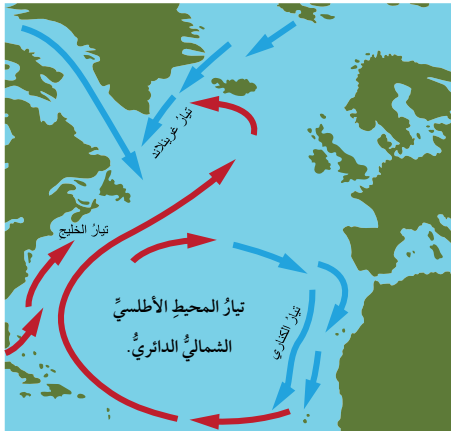 تيارُ غرينلاند
تيارُ الخليجِ
تيارُ المحيطِ الأطلسيِّ
الشماليُّ الدائريُّ.
تيارُ الكناري